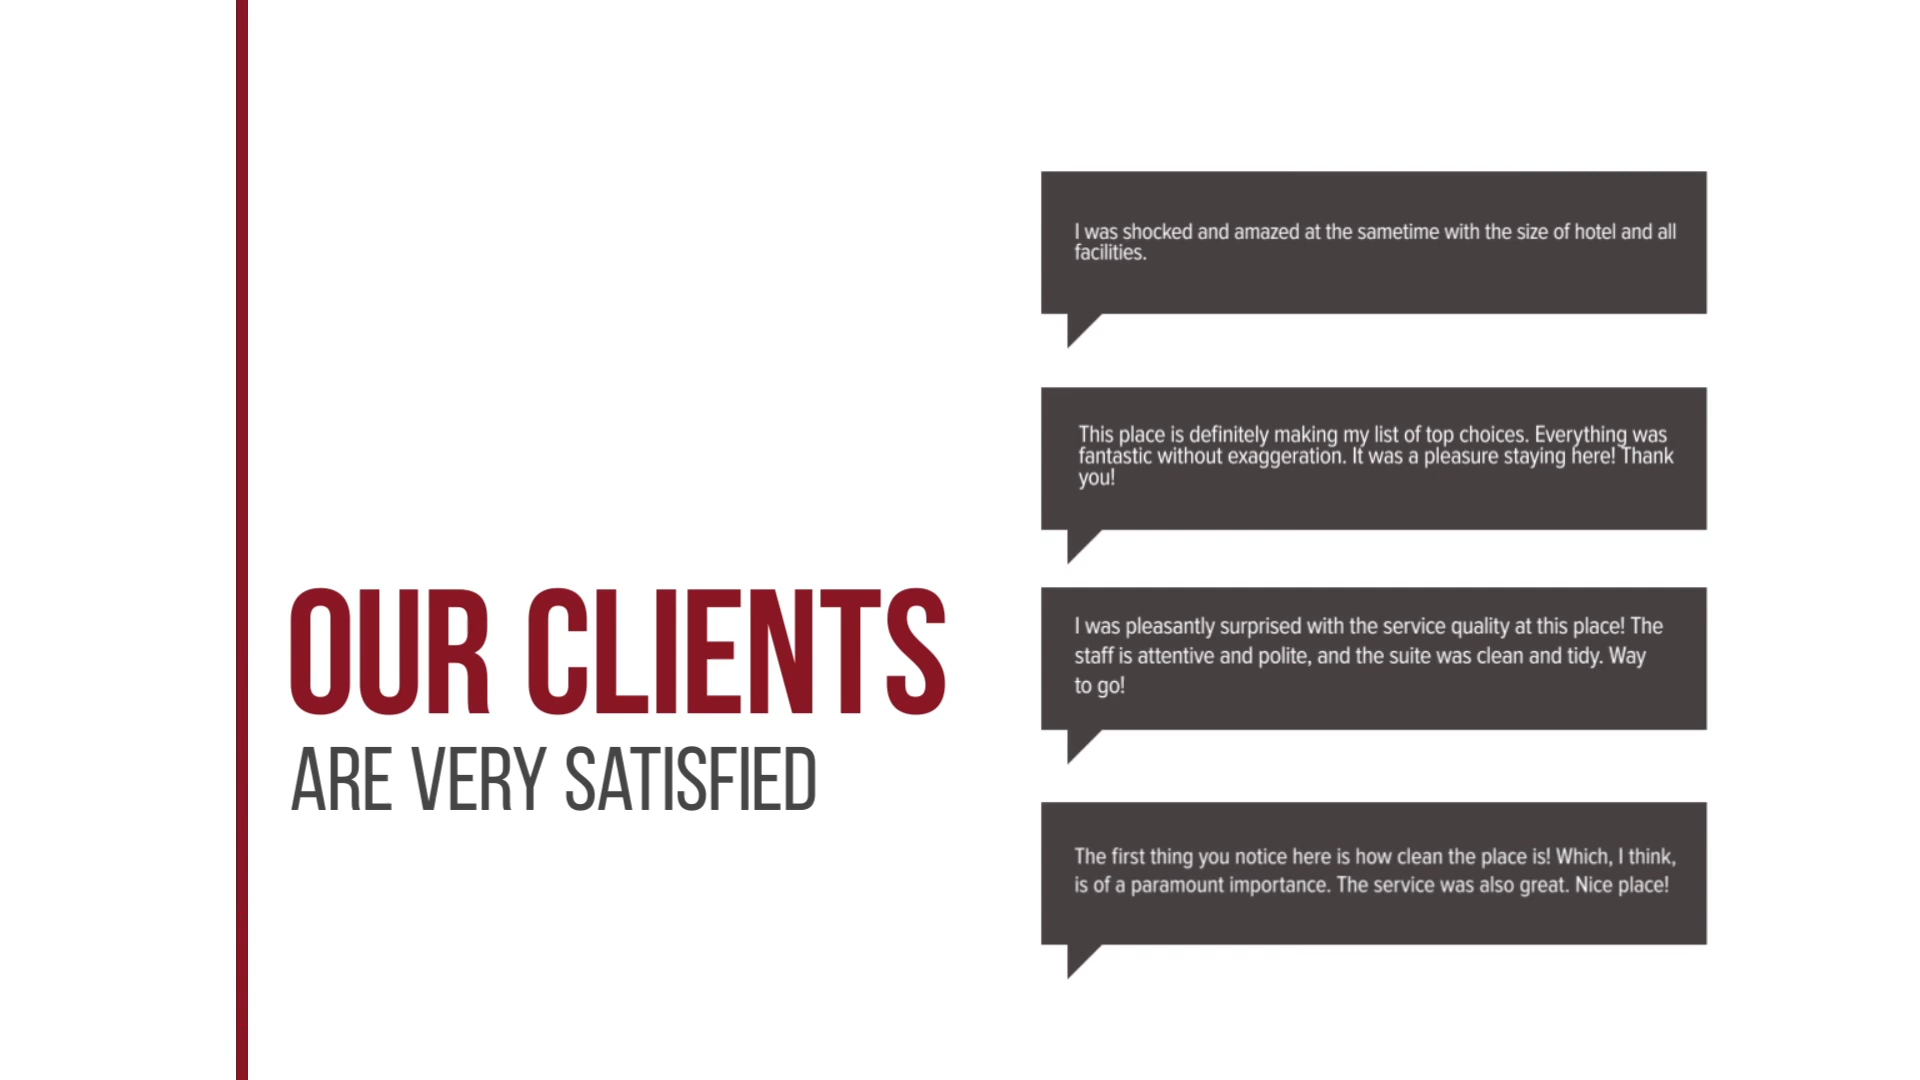 OUR CLIENTS
ARE VERY SATISFIED
I was shocked and amazed at the sametime with the size of hotel and all
facilities.
This place is definitely making my list of top choices. Everything was
fantastic without exaggeration. It was a pleasure staying here! Thank
you!
I was pleasantly surprised with the service quality at this place! The
staff is attentive and polite, and the suite was clean and tidy. Way
to go!
The first thing you notice here is how clean the place is! Which, I think,
is of a paramount importance. The service was also great. Nice place!